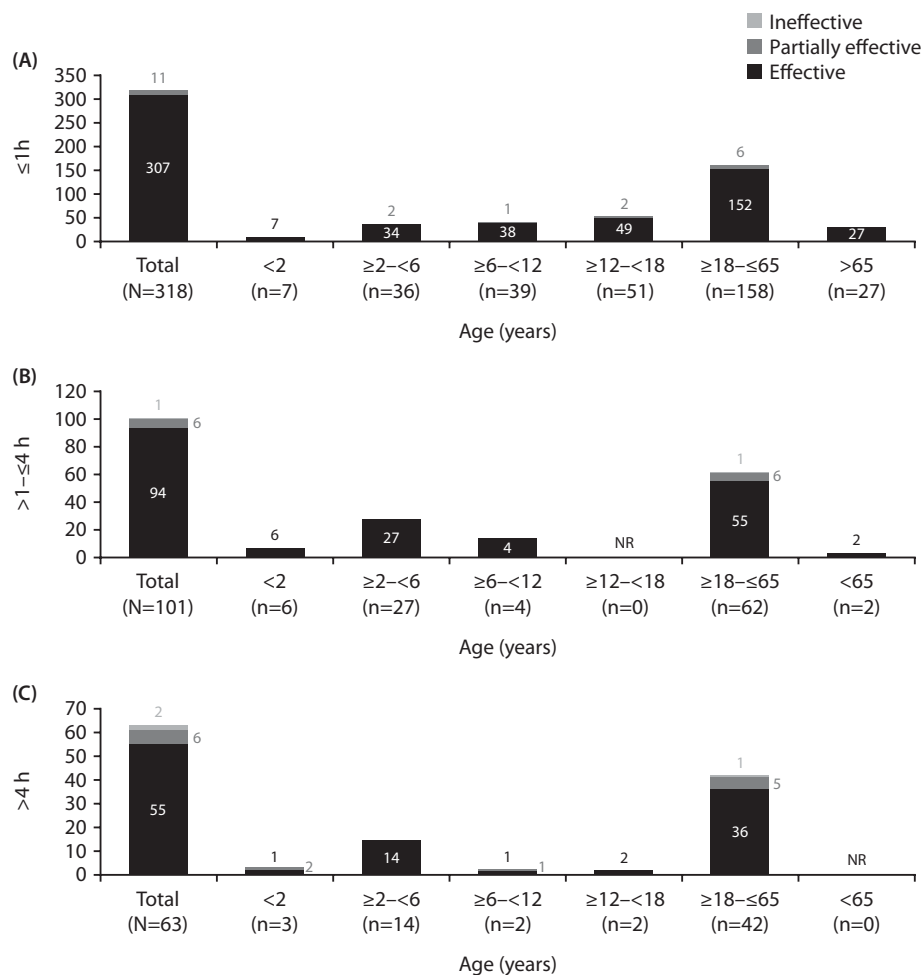 Ineffective
Partially effective
Effective
(A)
350
300
250
200
150
100
50
0
≤1h
11
307
7
2
34
1
38
2
49
6
152
27
Total <2 ≥2–<6 ≥6–<12 ≥12–<18 ≥18–≤65 >65
(N=318) (n=7) (n=36) (n=39) (n=51) (n=158) (n=27)
Age (years)
(B)
120
100
80
60
40
20
0
>1–≤4 h
1
6
94
6
27
4
NR
1
6
55
2
Total <2 ≥2–<6 ≥6–<12 ≥12–<18 ≥18–≤65 <65
(N=101) (n=6) (n=27) (n=4) (n=0) (n=62) (n=2)
Age (years)
(C)
70
60
50
40
30
20
10
0
>4 h
2
6
55
1
2
14
1
1
2
1
5
36
NR
Total <2 ≥2–<6 ≥6–<12 ≥12–<18 ≥18–≤65 <65
(N=63) (n=3) (n=14) (n=2) (n=2) (n=42) (n=0)
Age (years)